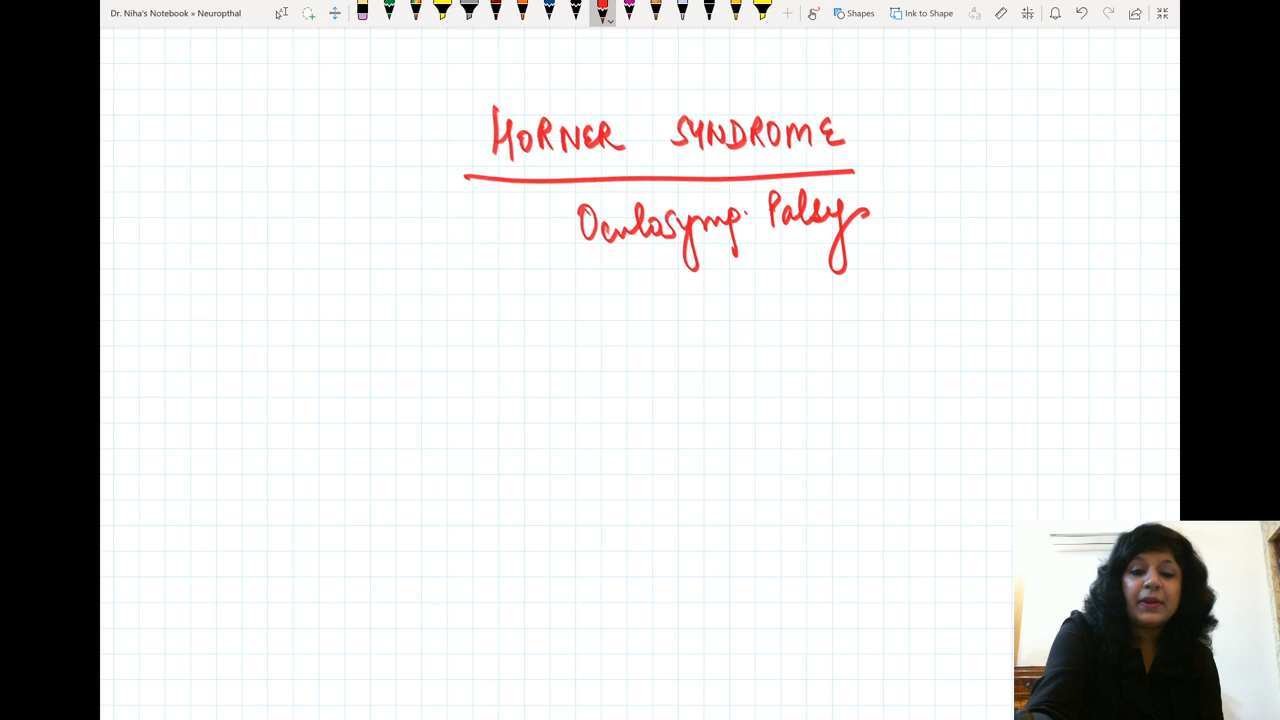 Dr. Niha's Notebook » Neuropthal
Shapes
Ink to Shape
HORNER SYNDROME
Oculosymp. Palsy